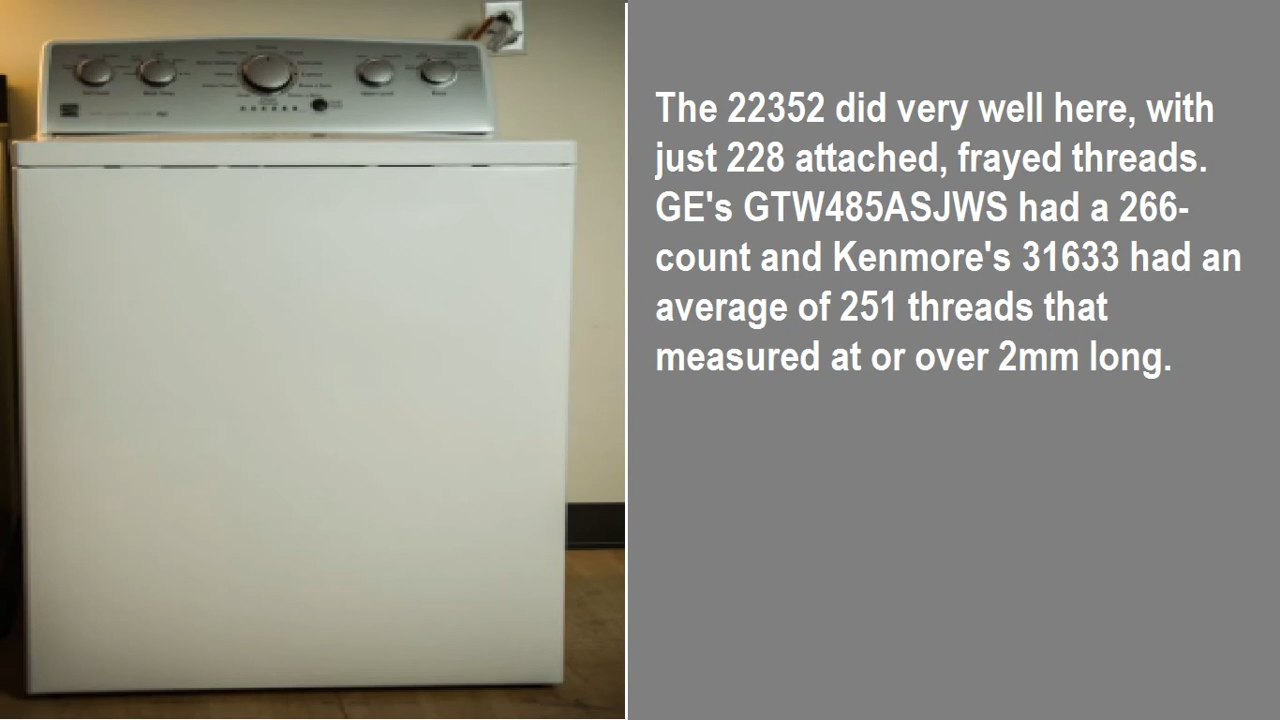 The 22352 did very well here, with
just 228 attached, frayed threads.
GE's GTW485ASJWS had a 266-
count and Kenmore's 31633 had an
average of 251 threads that
measured at or over 2mm long.